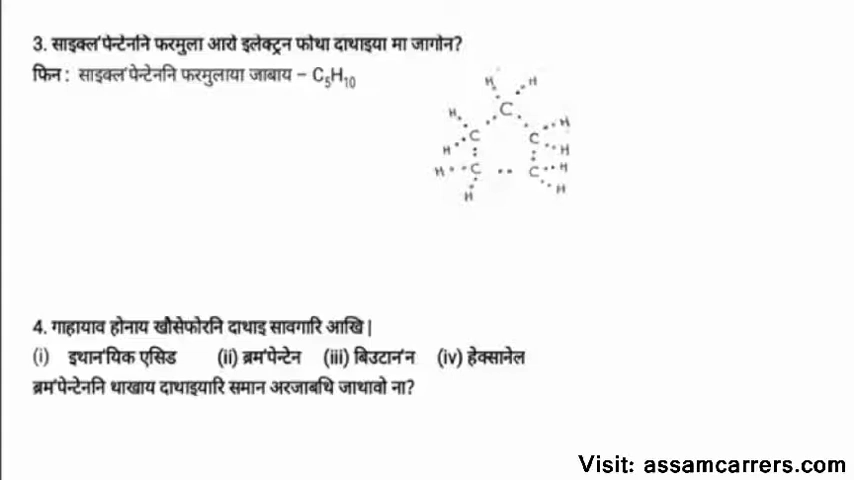 3. साइक्ल'पेन्टेननि फरमुला आरो इलेक्ट्रन फोथा दाथाइया मा जागोन?
फिन : साइक्ल'पेन्टेननि फरमुलाया जाबाय – C₅H₁₀
H H
H C H
C C
H H
H C C H
H H
4. गाहायाव होनाय खौसेफोरनि दाथाइ सावगारि आखि|
(i) इथान'यिक एसिड (ii) ब्रम'पेन्टेन (iii) बिउटान'न (iv) हेक्सानेल
ब्रम'पेन्टेननि थाखाय दाथाइयारि समान अरजाबथि जाथावो ना?
Visit: assamcarrers.com